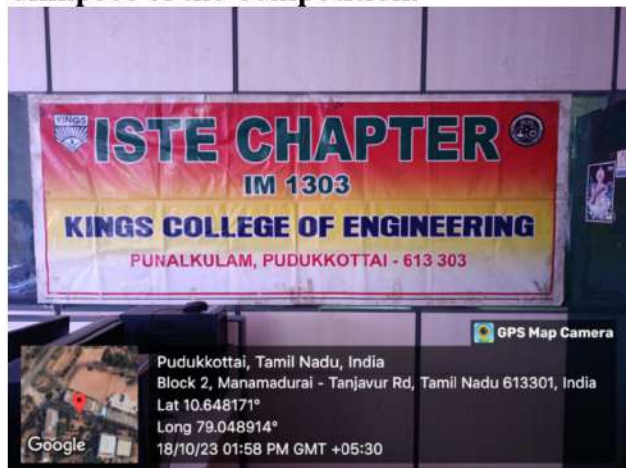 KINGS
ISTE CHAPTER
IM 1303
KINGS COLLEGE OF ENGINEERING
PUNALKULAM, PUDUKKOTTAI - 613 303
GPS Map Camera
Pudukkottai, Tamil Nadu, India
Block 2, Manamadurai - Tanjavur Rd, Tamil Nadu 613301, India
Lat 10.648171°
Long 79.048914°
18/10/23 01:58 PM GMT +05:30
Google